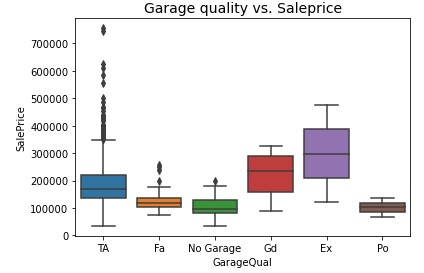 Garage quality vs. Saleprice
700000
600000
500000
400000
300000
200000
100000
0
SalePrice
TA Fa No Garage Gd Ex Po
GarageQual